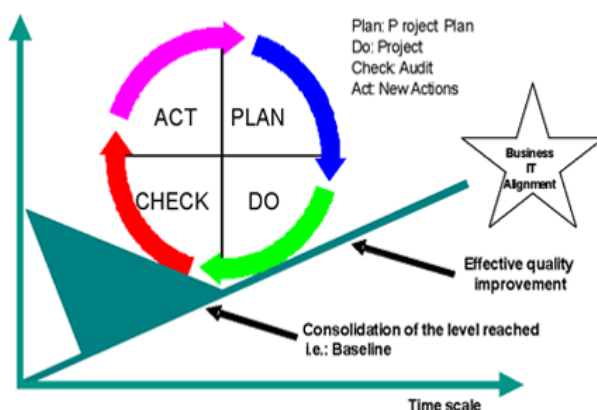 Plan: P roject Plan
Do: Project
Check: Audit
Act: New Actions
ACT
PLAN
CHECK
DO
Business
IT
Alignment
Effective quality
improvement
Consolidation of the level reached
i.e.: Baseline
Time scale